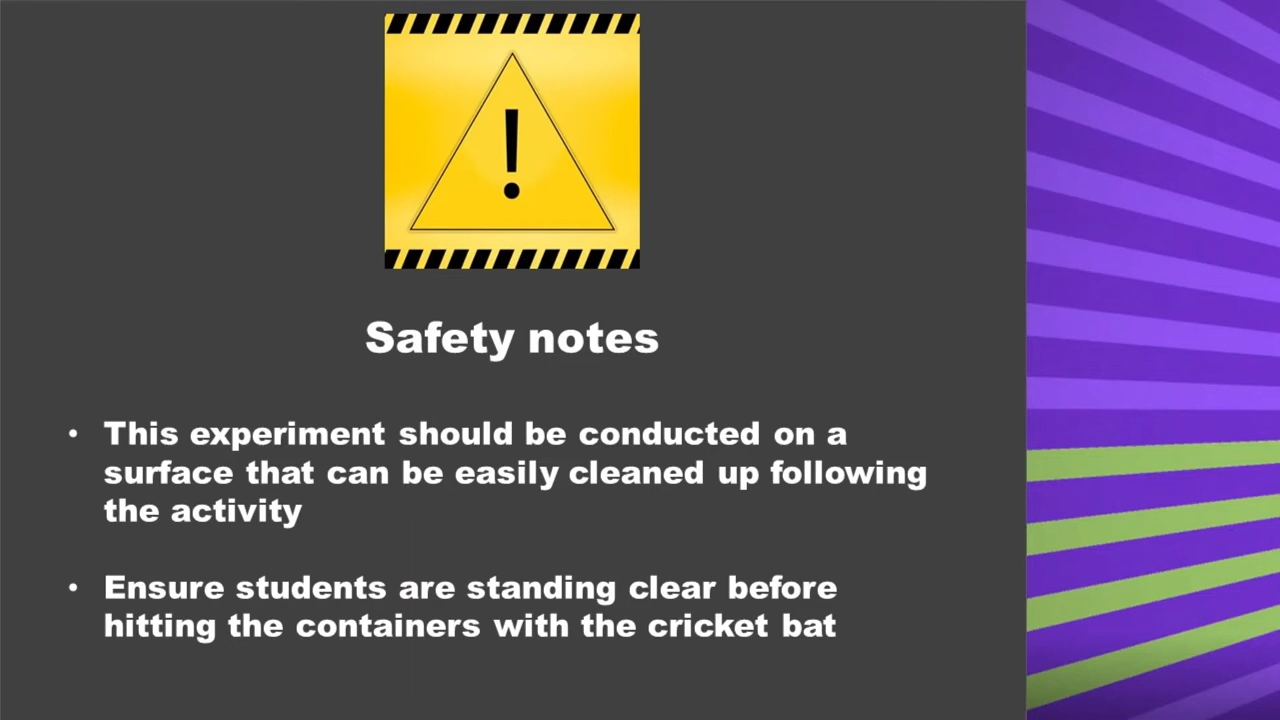 !
Safety notes
• This experiment should be conducted on a
surface that can be easily cleaned up following
the activity
• Ensure students are standing clear before
hitting the containers with the cricket bat